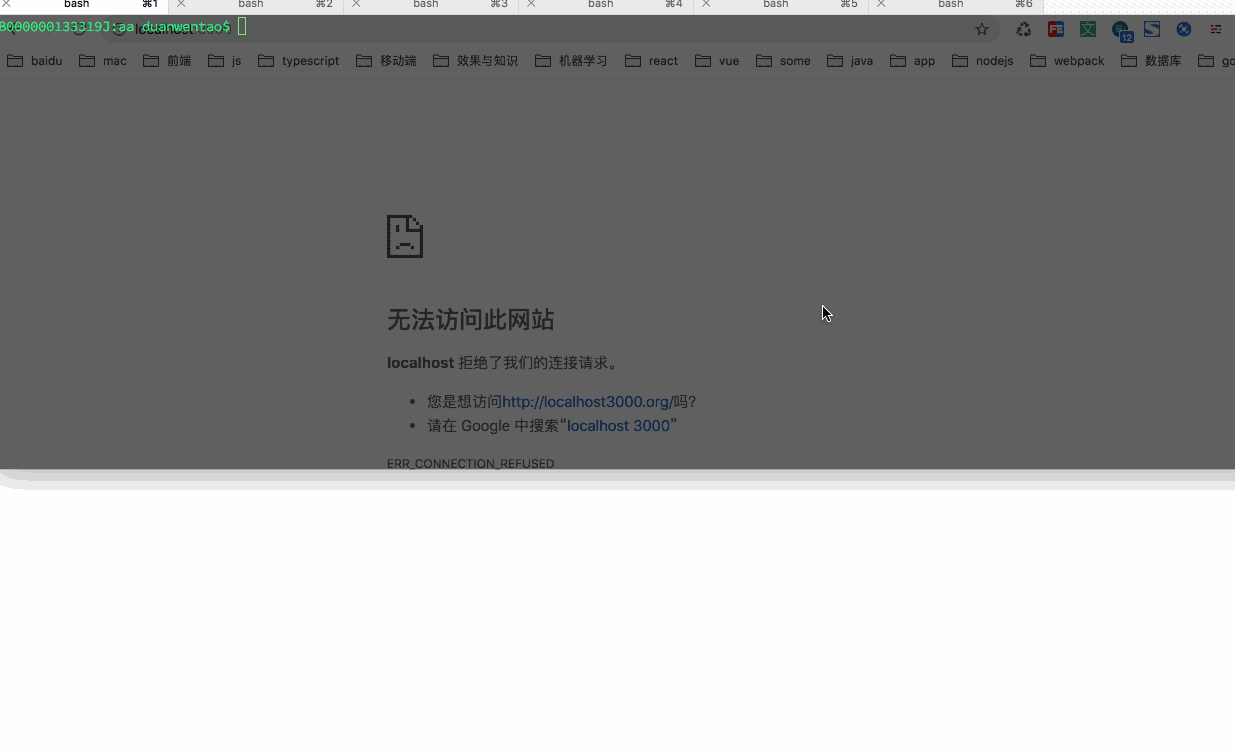 bash ⌘1 bash ⌘2 bash ⌘3 bash ⌘4 bash ⌘5 bash ⌘6
80000001333​19J:aa duanwentao$
localhost
12
baidu mac 前端 js typescript 移动端 效果与知识 机器学习 react vue some java app nodejs webpack 数据库 go
无法访问此网站
localhost 拒绝了我们的连接请求。
• 您是想访问http://localhost3000.org/吗?
• 请在 Google 中搜索“localhost 3000”
ERR_CONNECTION_REFUSED